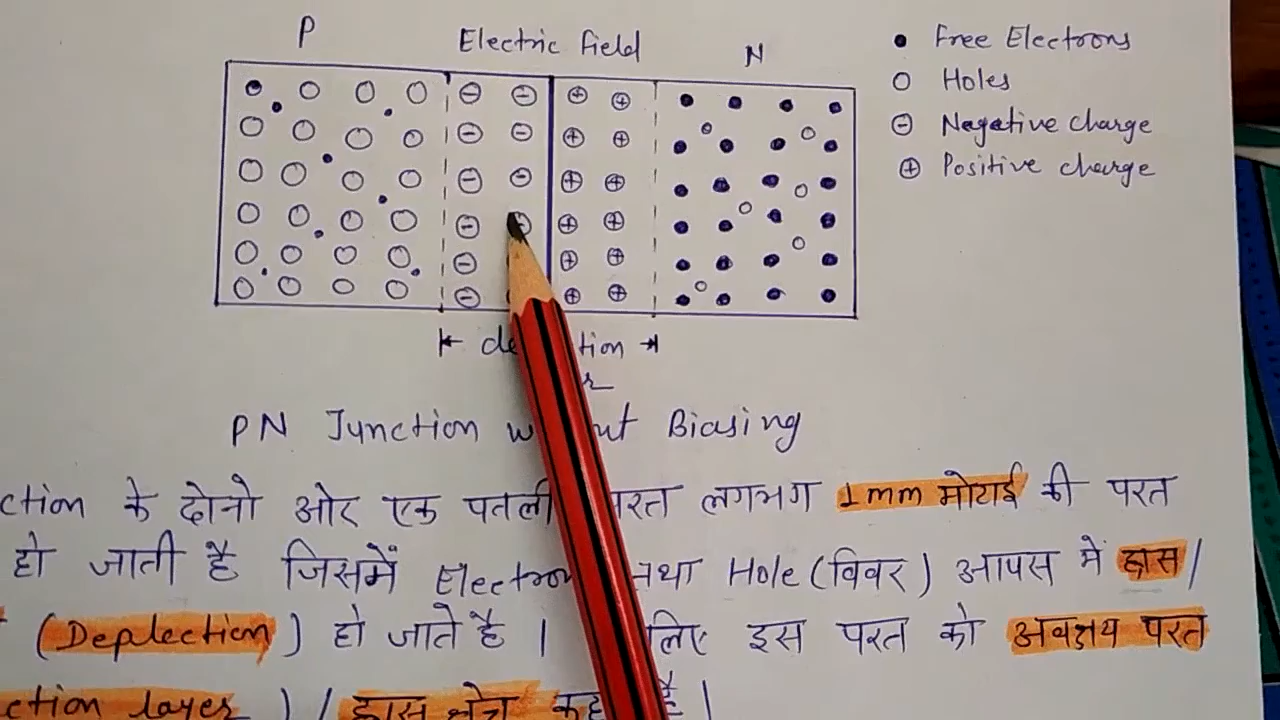 P Electric field N
Free Electrons
Holes
Negative charge
Positive charge
PN Junction Biasing
ction के दोनो ओर एक पतली परत लगभग 1mm मोटाई की परत
हो जाती है जिसमें Electron तथा Hole (विवर) आपस में ह्रास/
(Deplection) हो जाते है। लिए इस परत को अवक्षय परत
ction layer) / ह्रास क्षेत्र है।